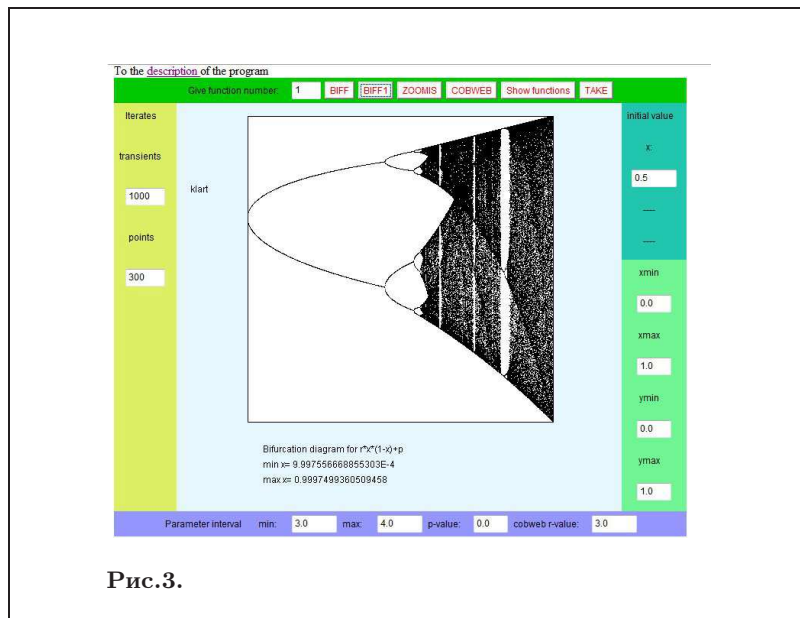 To the description of the program
Give function number: 1 BIFF BIFF1 ZOOMIS COBWEB Show functions TAKE
Iterates
transients
1000
points
300
klart
initial value
x:
0.5
xmin
0.0
xmax
1.0
ymin
0.0
ymax
1.0
Bifurcation diagram for r*x*(1-x)+p
min x= 9.997556668855303E-4
max x= 0.9997499360509458
Parameter interval min: 3.0 max: 4.0 p-value: 0.0 cobweb r-value: 3.0
Рис.3.